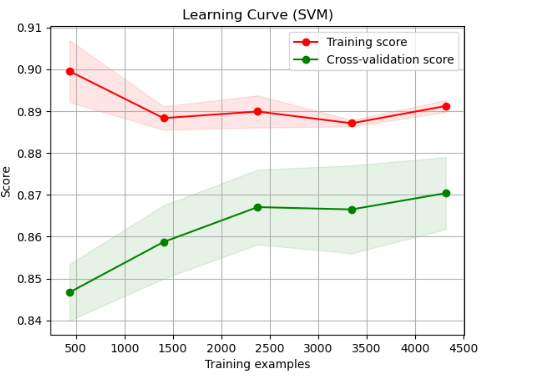 Learning Curve (SVM)
0.91
0.90
0.89
0.88
0.87
0.86
0.85
0.84
Score
Training score
Cross-validation score
500 1000 1500 2000 2500 3000 3500 4000 4500
Training examples